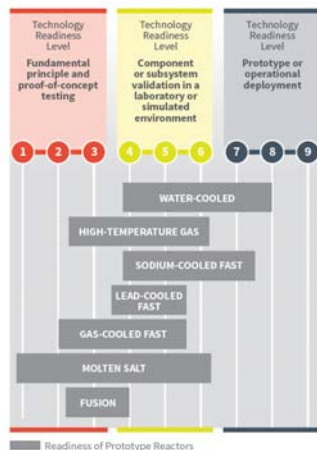 Technology
Readiness
Level
Fundamental
principle and
proof-of-concept
testing
Technology
Readiness
Level
Component
or subsystem
validation in a
laboratory or
simulated
environment
Technology
Readiness
Level
Prototype or
operational
deployment
1 2 3 4 5 6 7 8 9
WATER-COOLED
HIGH-TEMPERATURE GAS
SODIUM-COOLED FAST
LEAD-COOLED
FAST
GAS-COOLED FAST
MOLTEN SALT
FUSION
Readiness of Prototype Reactors